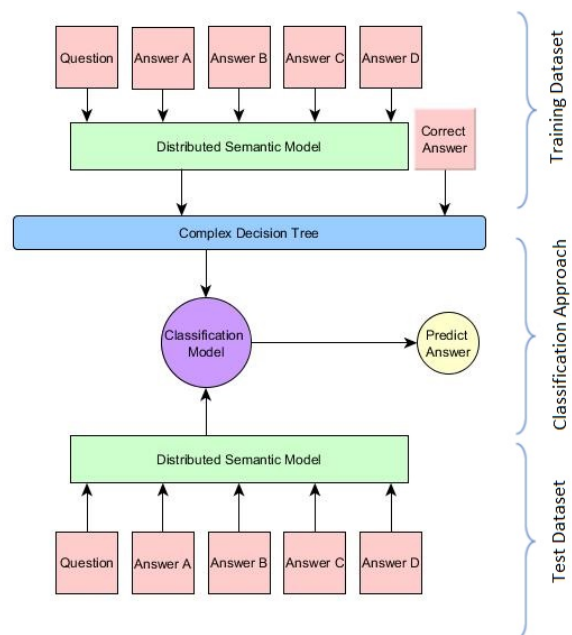 Question
Answer A
Answer B
Answer C
Answer D
Training Dataset
Distributed Semantic Model
Correct
Answer
Complex Decision Tree
Classification Approach
Classification
Model
Predict
Answer
Distributed Semantic Model
Test Dataset
Question
Answer A
Answer B
Answer C
Answer D